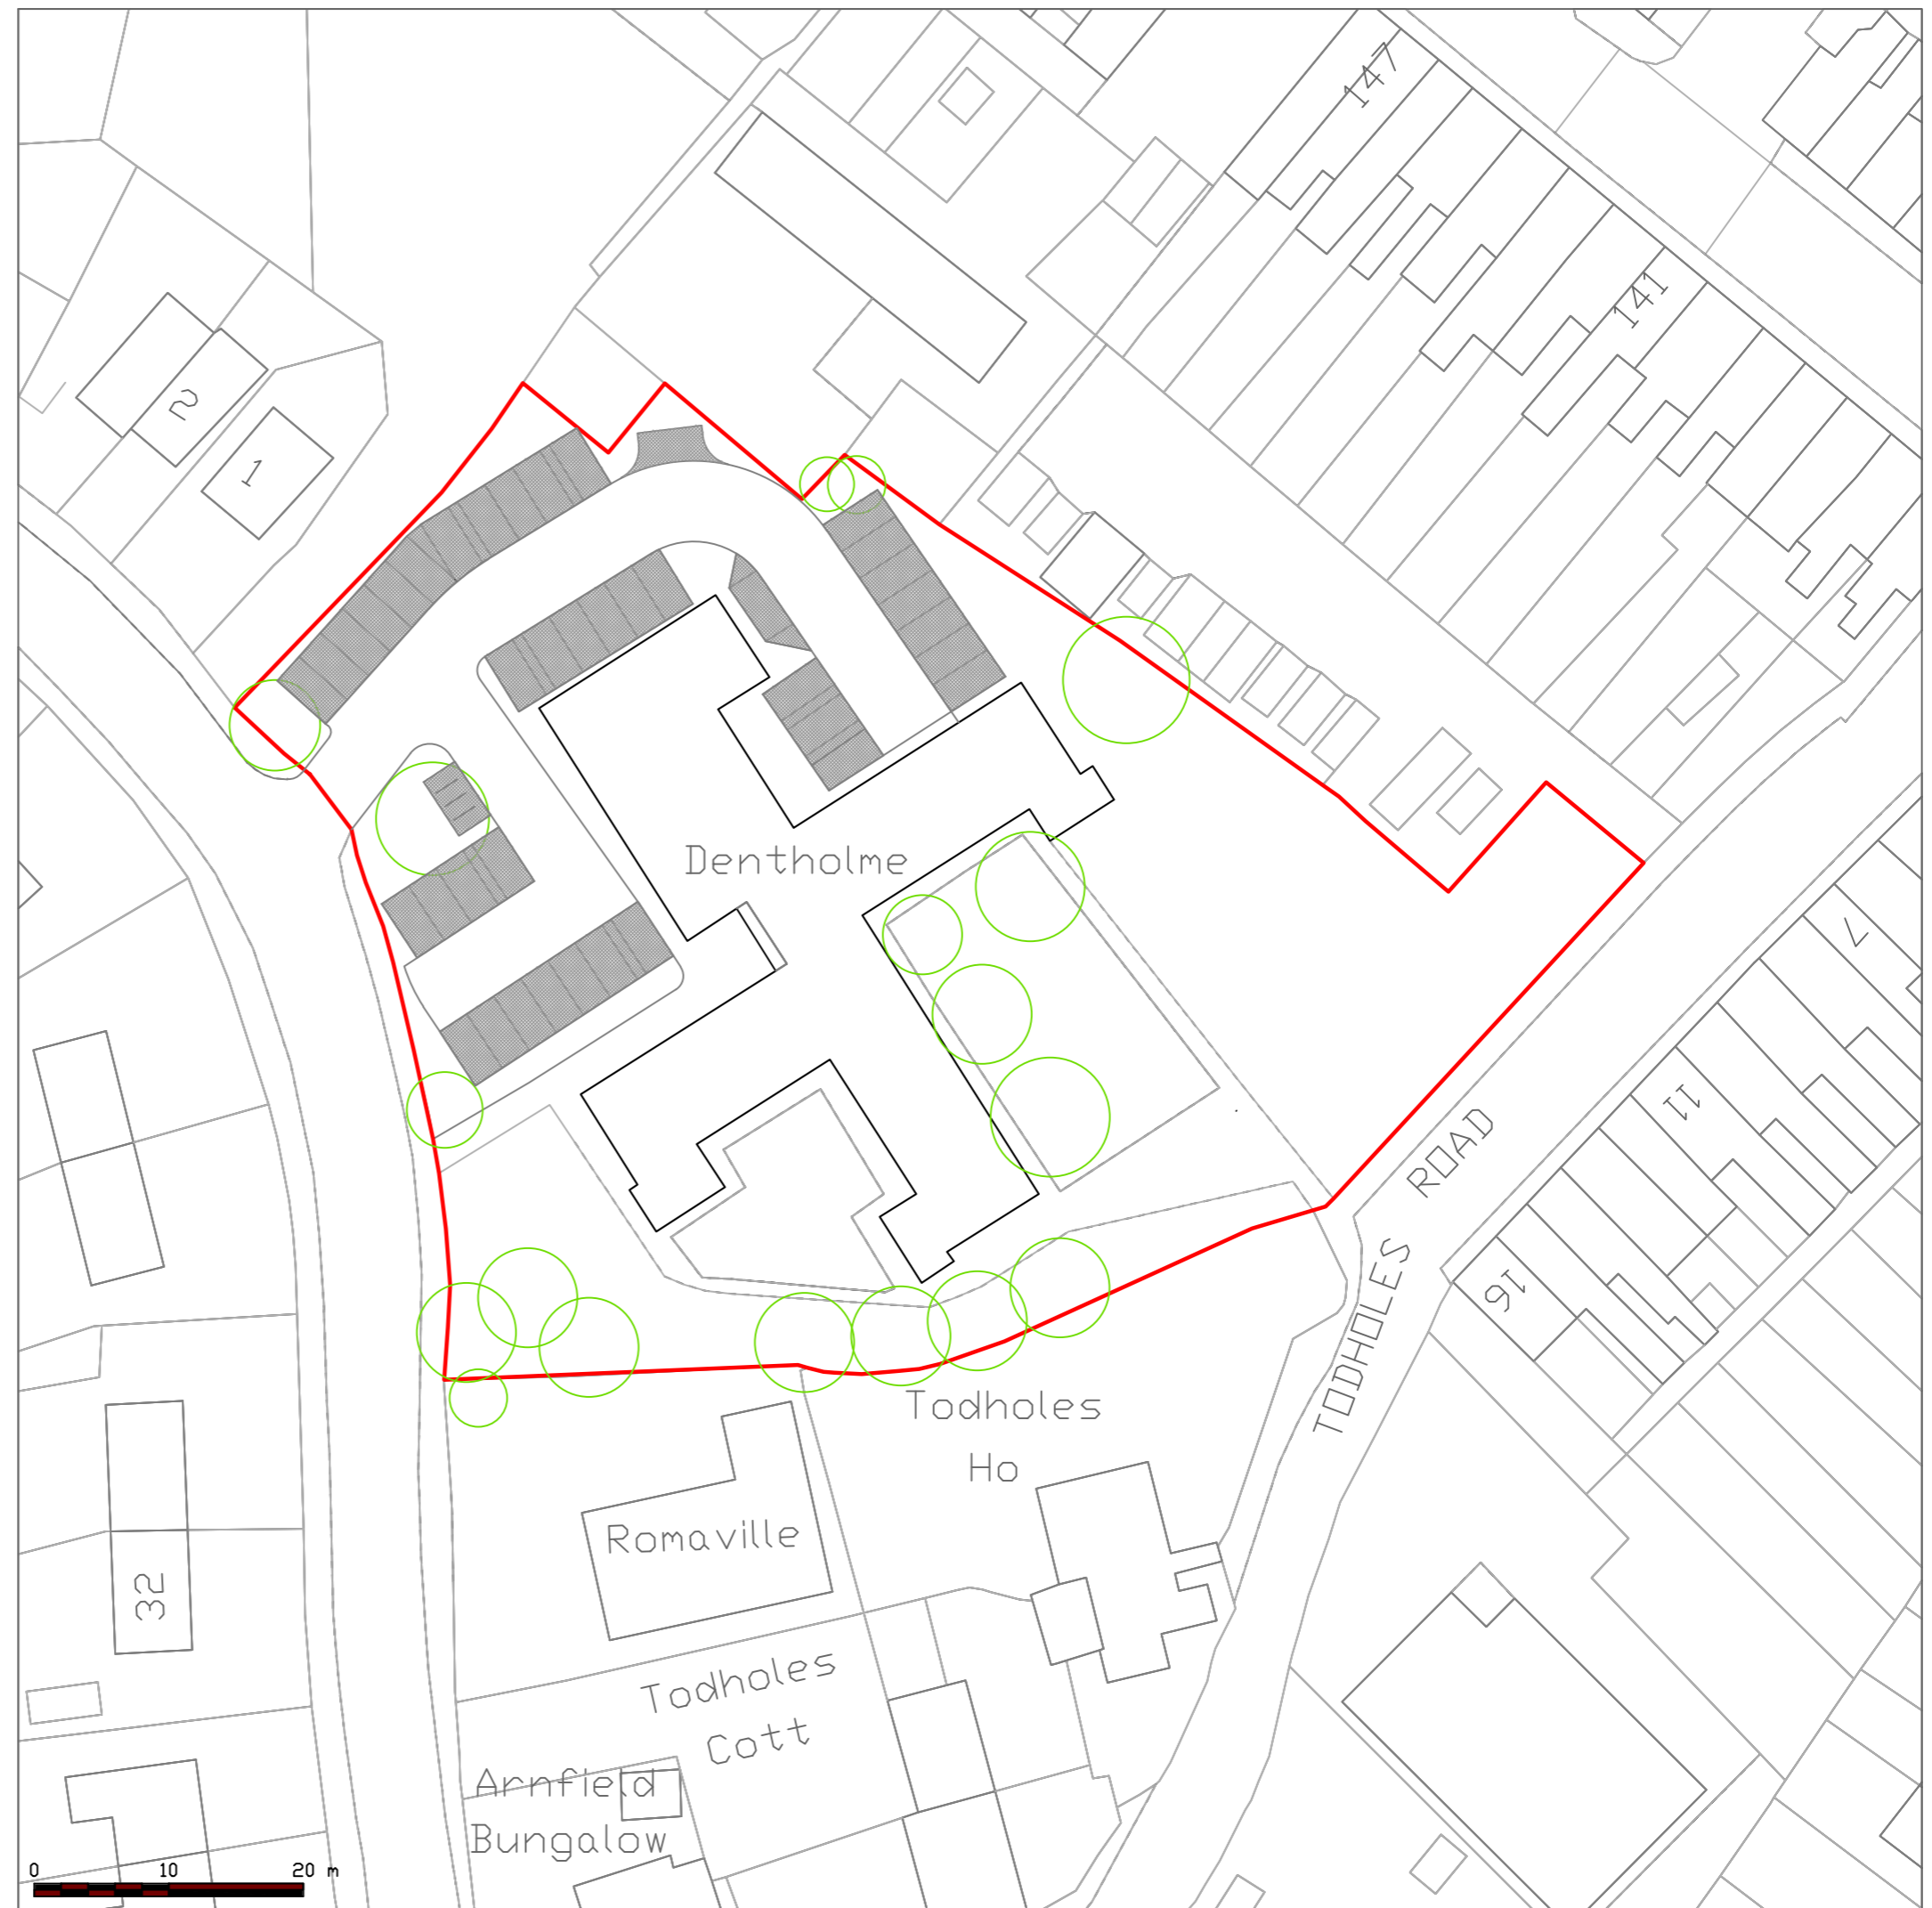 147
141
2
1
Dentholme
7
11
TODHOLES ROAD
16
Todholes
Ho
Romaville
32
Todholes
Cott
Arnfield
Bungalow
0 10 20 m